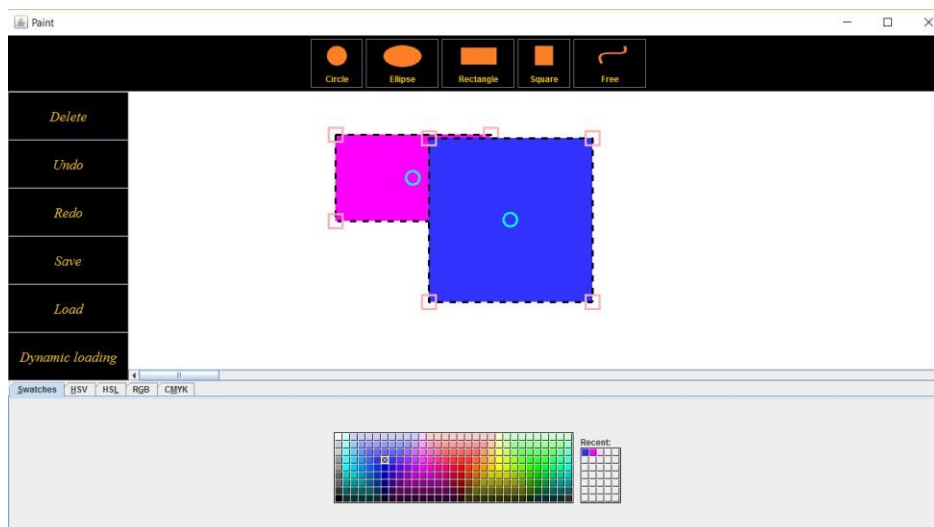 Paint
Circle
Ellipse
Rectangle
Square
Free
Delete
Undo
Redo
Save
Load
Dynamic loading
Swatches HSV HSL RGB CMYK
Recent: